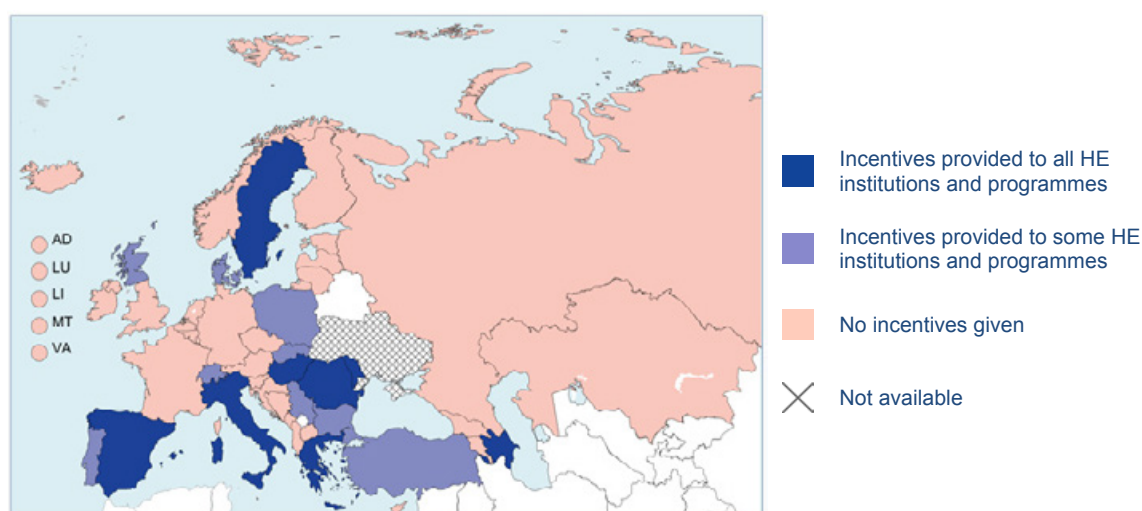 AD
LU
LI
MT
VA
Incentives provided to all HE
institutions and programmes
Incentives provided to some HE
institutions and programmes
No incentives given
Not available